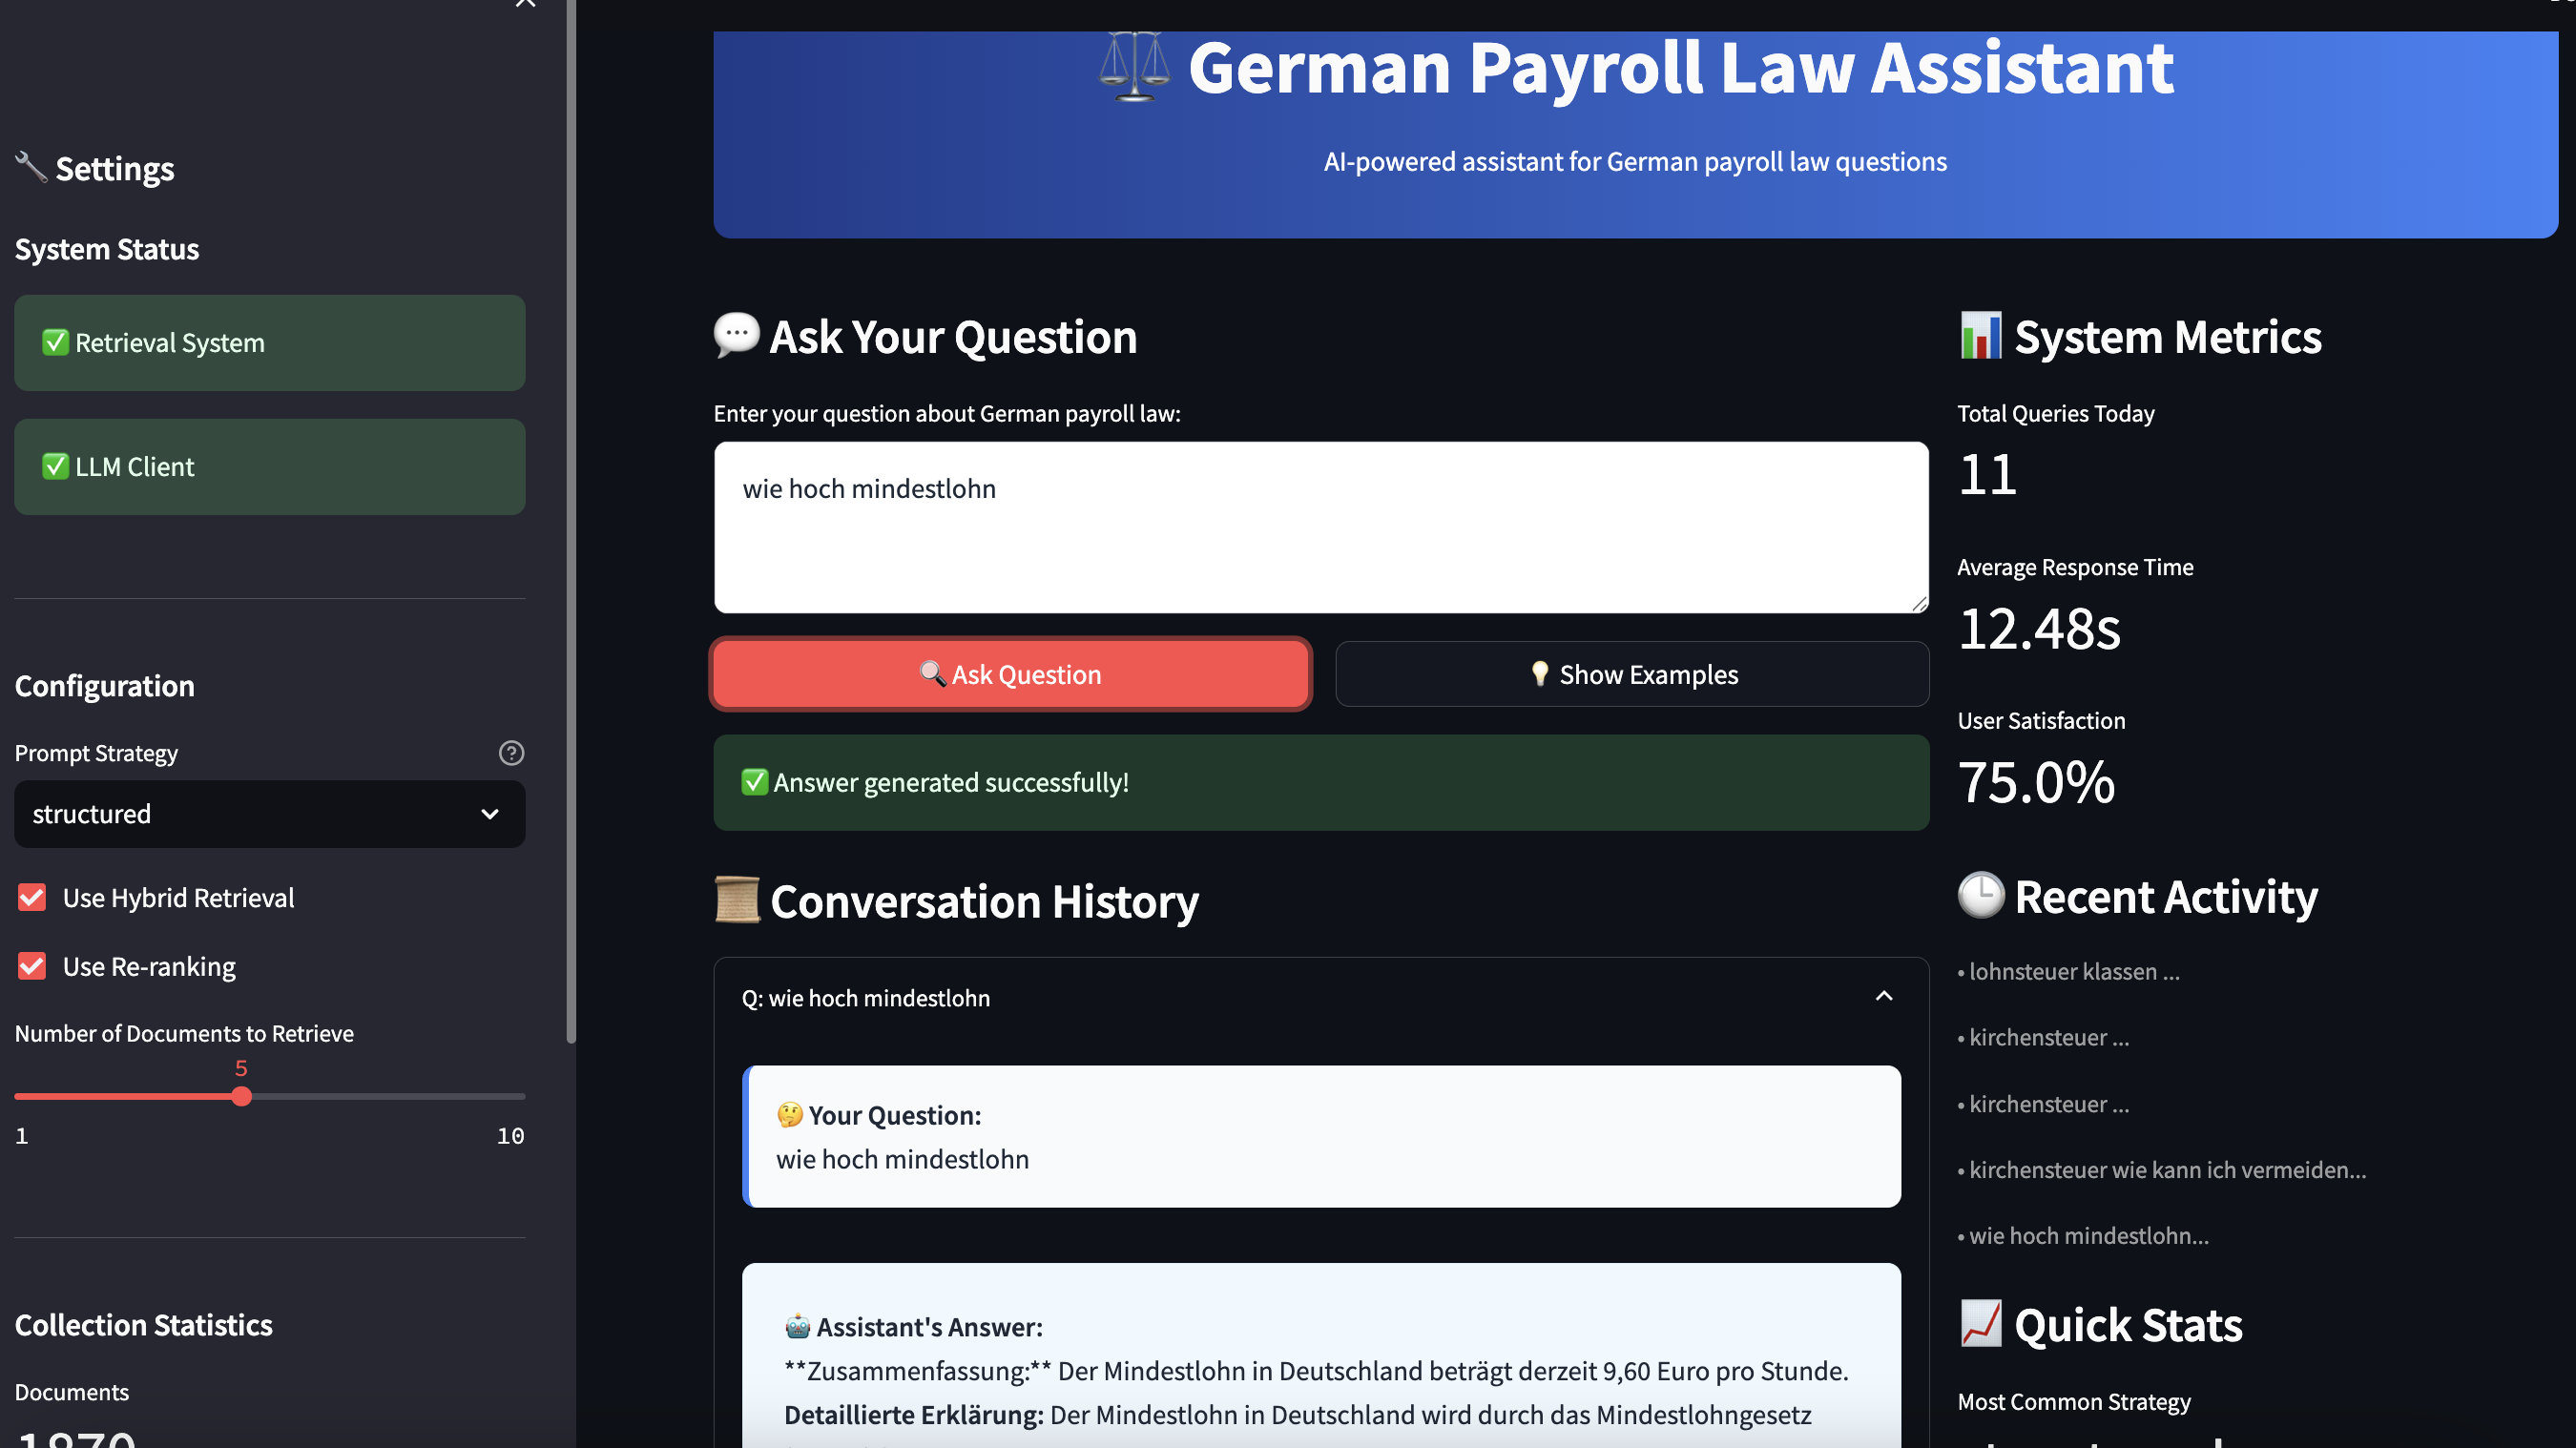 Settings
System Status
Retrieval System
LLM Client
Configuration
Prompt Strategy
structured
Use Hybrid Retrieval
Use Re-ranking
Number of Documents to Retrieve
5
1 10
Collection Statistics
Documents
1870
German Payroll Law Assistant
AI-powered assistant for German payroll law questions
Ask Your Question
Enter your question about German payroll law:
wie hoch mindestlohn
Ask Question
Show Examples
Answer generated successfully!
Conversation History
Q: wie hoch mindestlohn
Your Question:
wie hoch mindestlohn
Assistant's Answer:
**Zusammenfassung:** Der Mindestlohn in Deutschland beträgt derzeit 9,60 Euro pro Stunde.
Detaillierte Erklärung: Der Mindestlohn in Deutschland wird durch das Mindestlohngesetz
System Metrics
Total Queries Today
11
Average Response Time
12.48s
User Satisfaction
75.0%
Recent Activity
• lohnsteuer klassen ...
• kirchensteuer ...
• kirchensteuer ...
• kirchensteuer wie kann ich vermeiden...
• wie hoch mindestlohn...
Quick Stats
Most Common Strategy